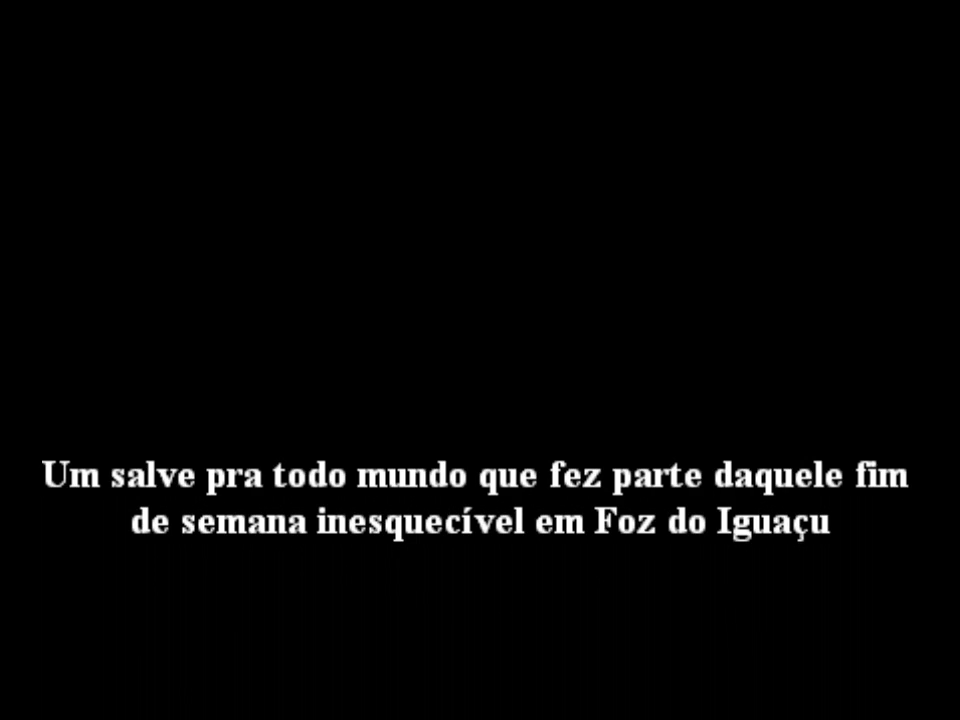 Um salve pra todo mundo que fez parte daquele fim
de semana inesquecível em Foz do Iguaçu